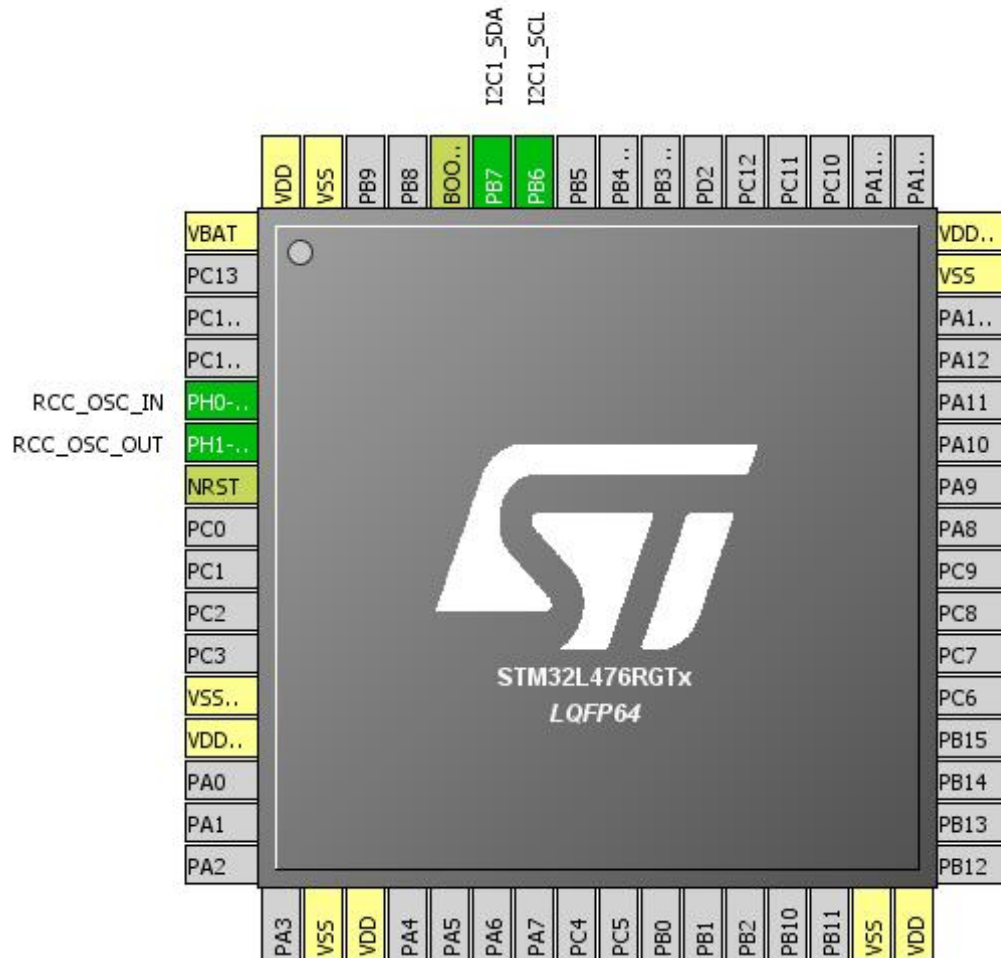 I2C1_SDA
I2C1_SCL
VDD
VSS
PB9
PB8
BOO..
PB7
PB6
PB5
PB4 ..
PB3 ..
PD2
PC12
PC11
PC10
PA1..
PA1..
VBAT
PC13
PC1..
PC1..
RCC_OSC_IN PH0-..
RCC_OSC_OUT PH1-..
NRST
PC0
PC1
PC2
PC3
VSS..
VDD..
PA0
PA1
PA2
VDD..
VSS
PA1..
PA12
PA11
PA10
PA9
PA8
PC9
PC8
PC7
PC6
PB15
PB14
PB13
PB12
ST
STM32L476RGTx
LQFP64
PA3
VSS
VDD
PA4
PA5
PA6
PA7
PC4
PC5
PB0
PB1
PB2
PB10
PB11
VSS
VDD